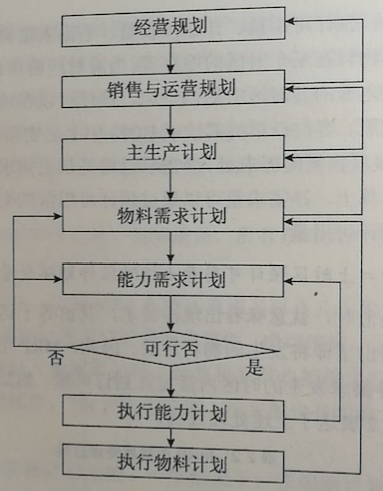 经营规划
销售与运营规划
主生产计划
物料需求计划
能力需求计划
可行否
否
是
执行能力计划
执行物料计划